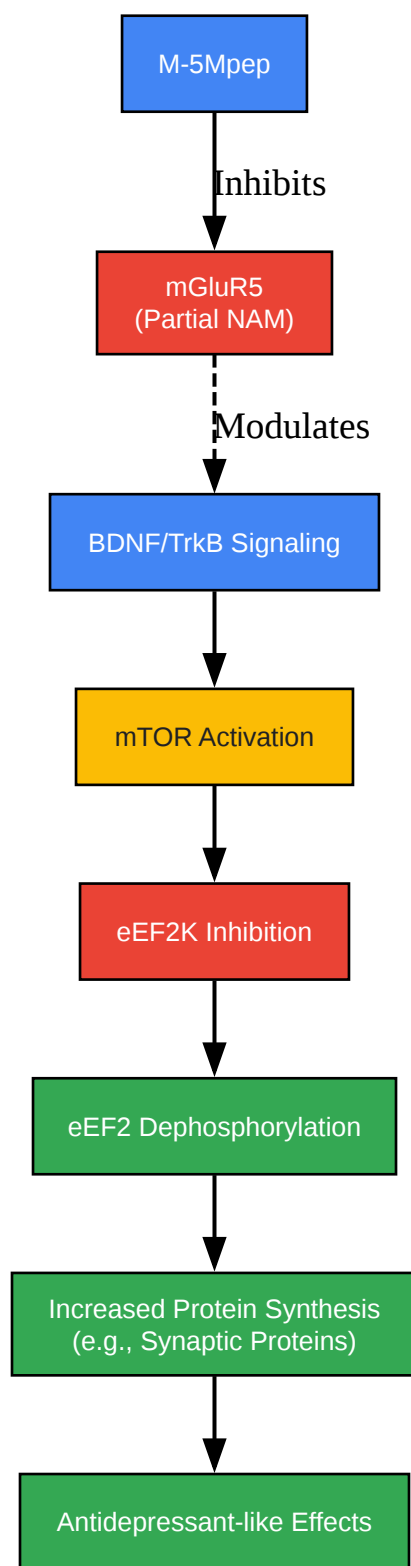 M-5Mpep
Inhibits
mGluR5
(Partial NAM)
Modulates
BDNF/TrkB Signaling
mTOR Activation
eEF2K Inhibition
eEF2 Dephosphorylation
Increased Protein Synthesis
(e.g., Synaptic Proteins)
Antidepressant-like Effects